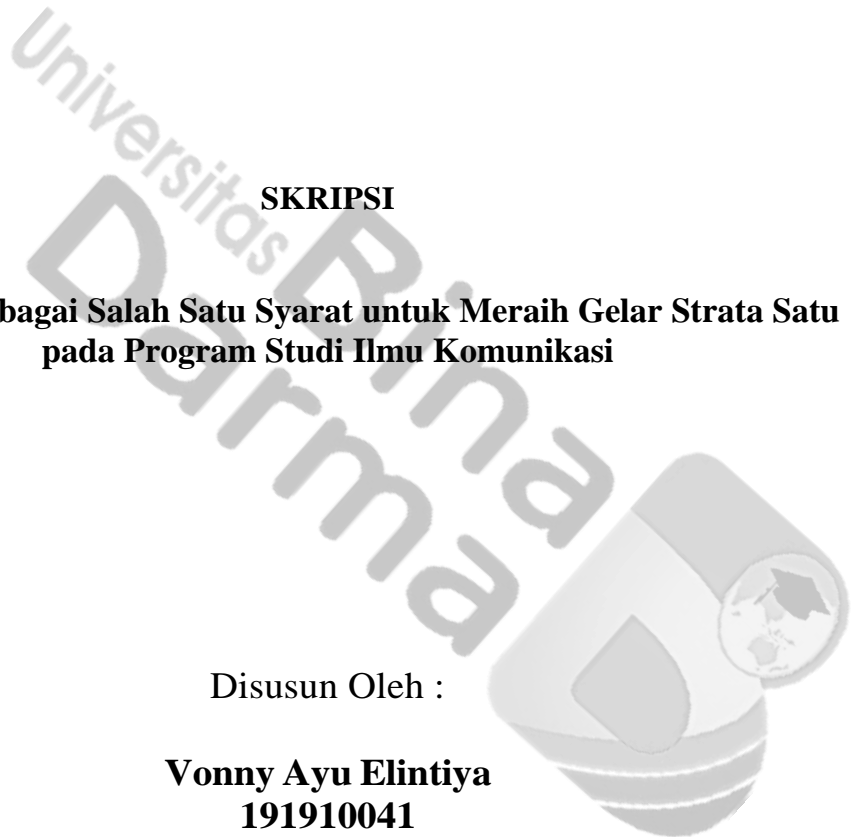 Universitas
Bina
Darma
SKRIPSI
bagai Salah Satu Syarat untuk Meraih Gelar Strata Satu
pada Program Studi Ilmu Komunikasi
Disusun Oleh :
Vonny Ayu Elintiya
191910041